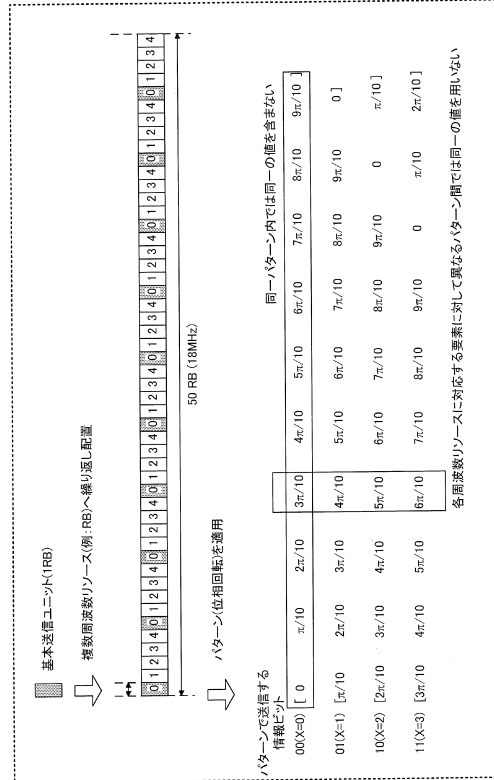 基本送信ユニット(1RB)
複数周波数リソース(例:RB)へ繰り返し配置
0 1 2 3 4 0 1 2 3 4 0 1 2 3 4 0 1 2 3 4 0 1 2 3 4 0 1 2 3 4 0 1 2 3 4 0 1 2 3 4 0 1 2 3 4 0 1 2 3 4
50 RB (18MHz)
パターン(位相回転)を適用
パターンで送信する
情報ビット
同一パターン内では同一の値を含まない
00(X=0) [ 0 π/10 2π/10 3π/10 4π/10 5π/10 6π/10 7π/10 8π/10 9π/10 ]
01(X=1) [π/10 2π/10 3π/10 4π/10 5π/10 6π/10 7π/10 8π/10 9π/10 0 ]
10(X=2) [2π/10 3π/10 4π/10 5π/10 6π/10 7π/10 8π/10 9π/10 0 π/10 ]
11(X=3) [3π/10 4π/10 5π/10 6π/10 7π/10 8π/10 9π/10 0 π/10 2π/10 ]
各周波数リソースに対応する要素に対して異なるパターン間では同一の値を用いない